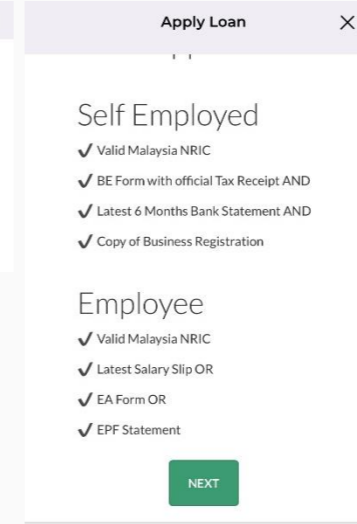 Apply Loan
Self Employed
✓ Valid Malaysia NRIC
✓ BE Form with official Tax Receipt AND
✓ Latest 6 Months Bank Statement AND
✓ Copy of Business Registration
Employee
✓ Valid Malaysia NRIC
✓ Latest Salary Slip OR
✓ EA Form OR
✓ EPF Statement
NEXT